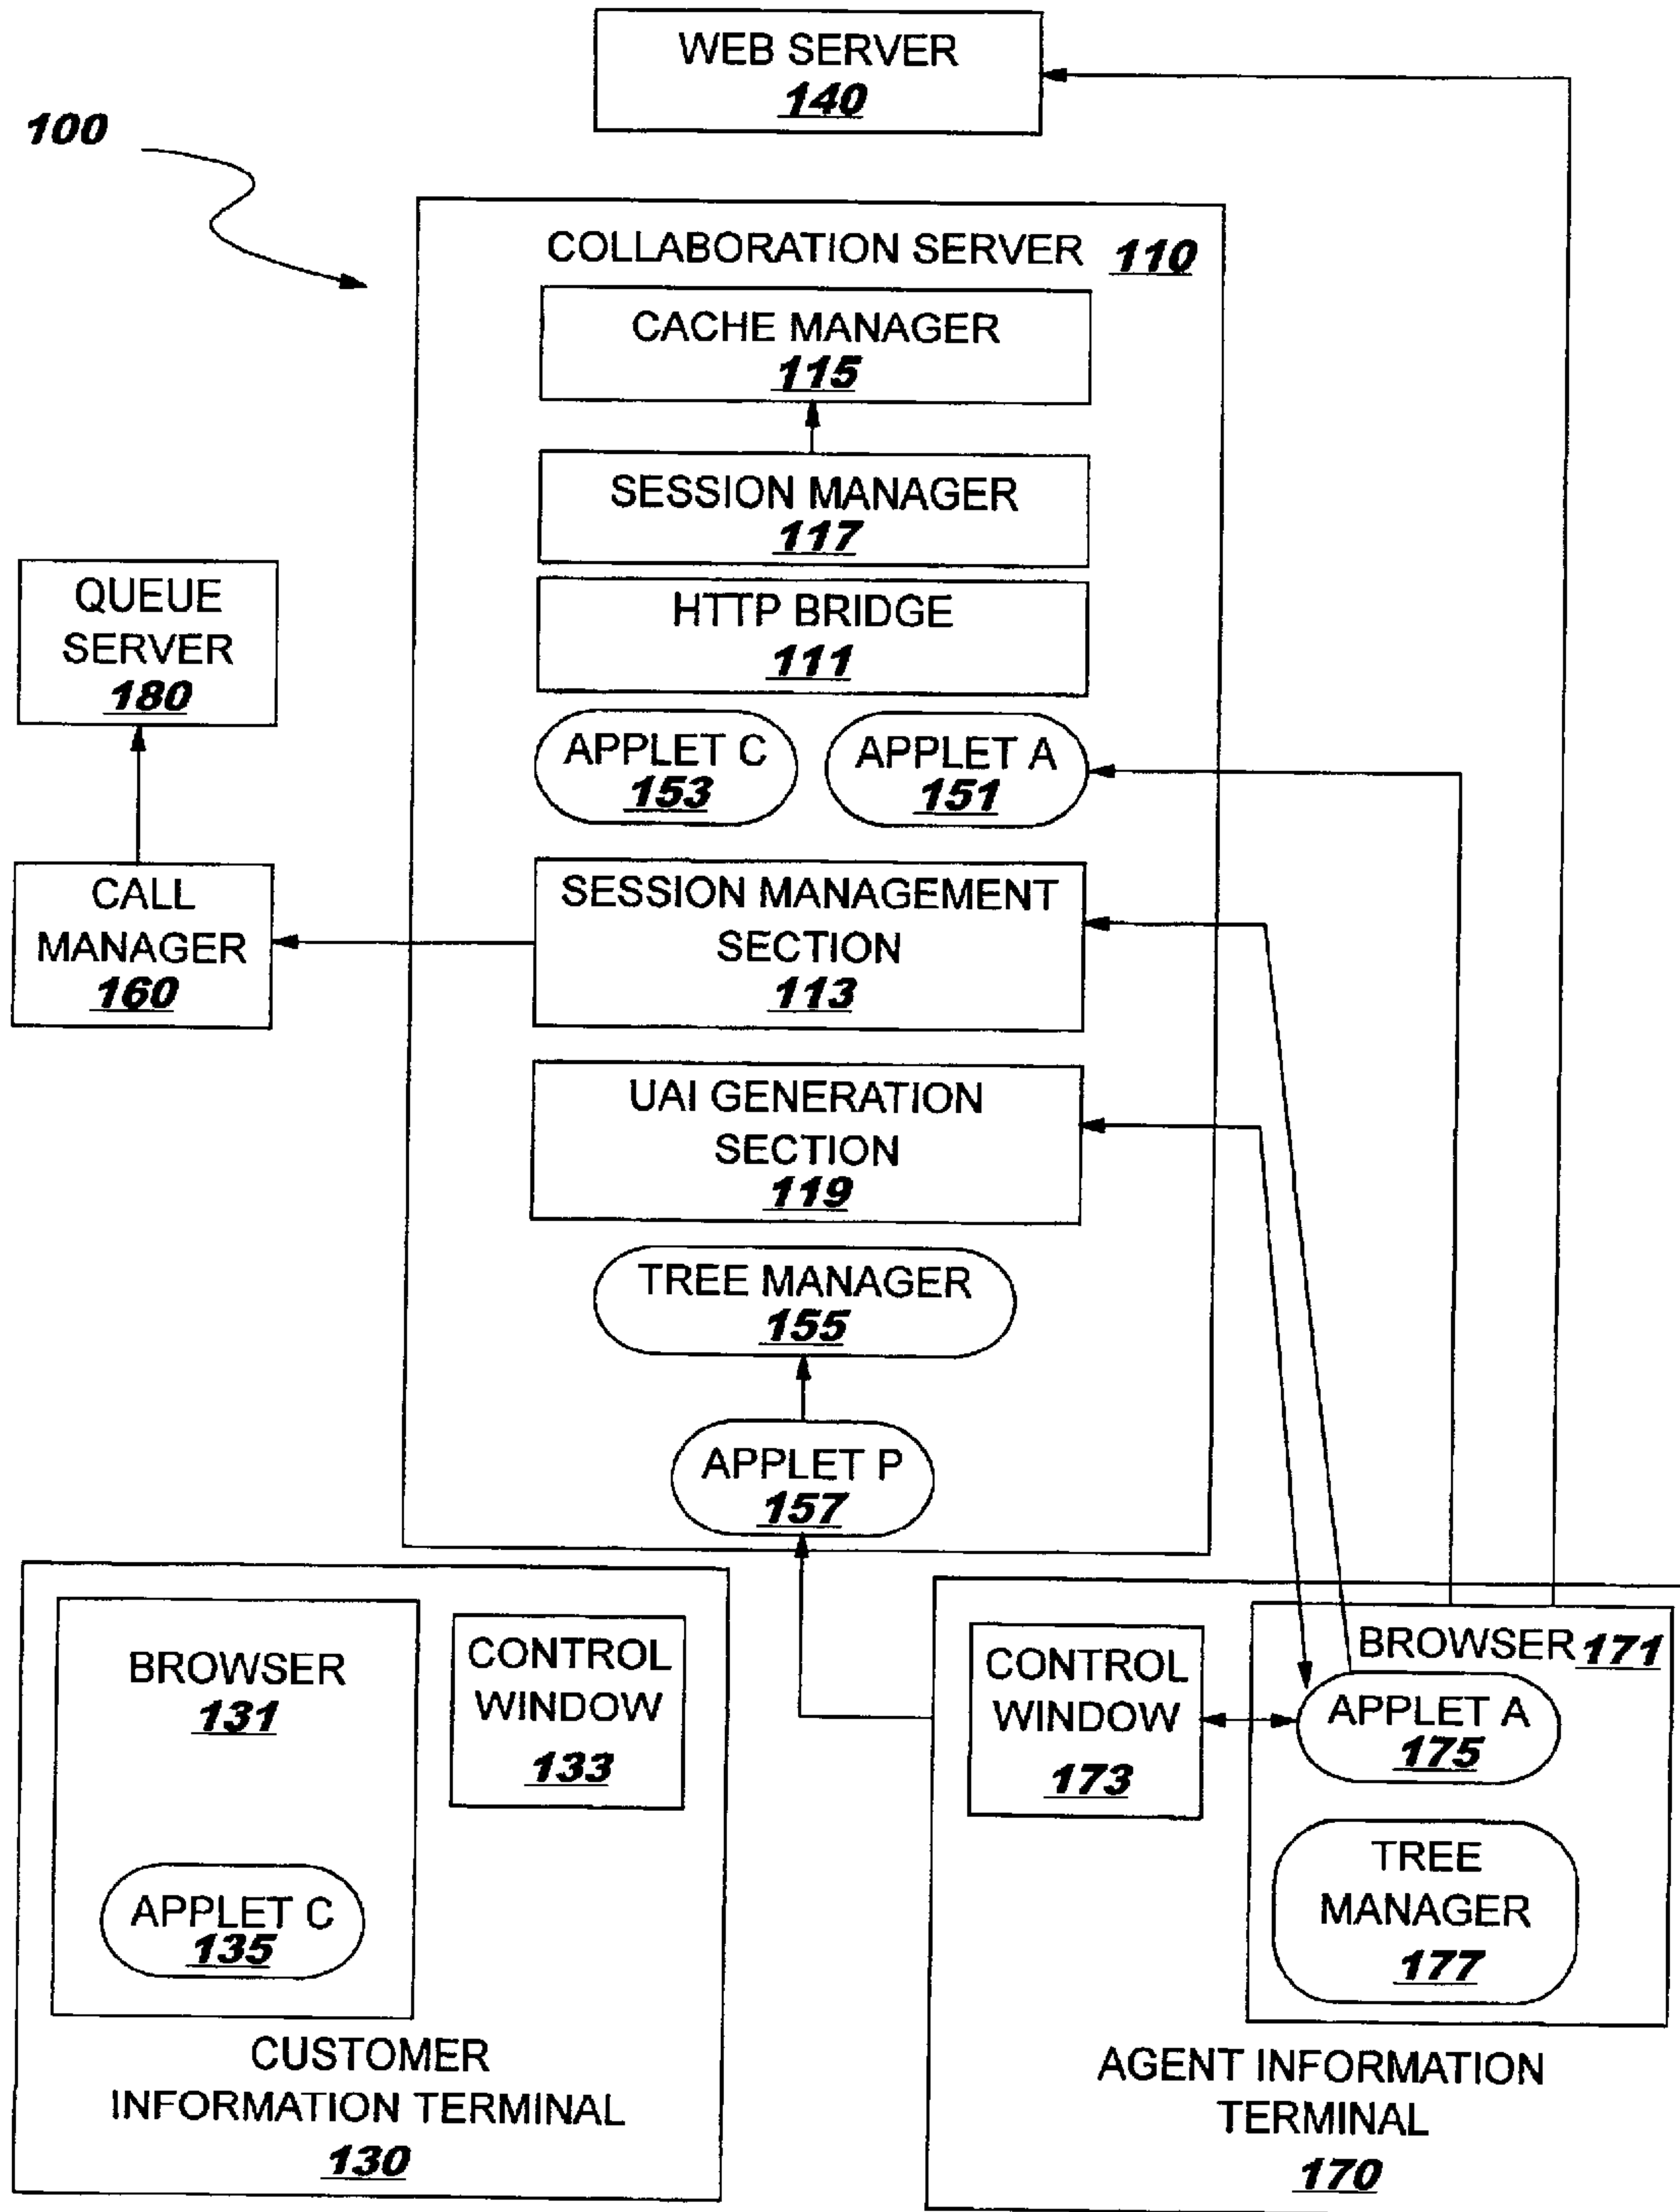 WEB SERVER
140
100
COLLABORATION SERVER 110
CACHE MANAGER
115
SESSION MANAGER
117
HTTP BRIDGE
111
QUEUE
SERVER
180
APPLET C
153
APPLET A
151
CALL
MANAGER
160
SESSION MANAGEMENT
SECTION
113
UAI GENERATION
SECTION
119
TREE MANAGER
155
APPLET P
157
BROWSER
131
CONTROL
WINDOW
133
APPLET C
135
CUSTOMER
INFORMATION TERMINAL
130
CONTROL
WINDOW
173
BROWSER 171
APPLET A
175
TREE
MANAGER
177
AGENT INFORMATION
TERMINAL
170